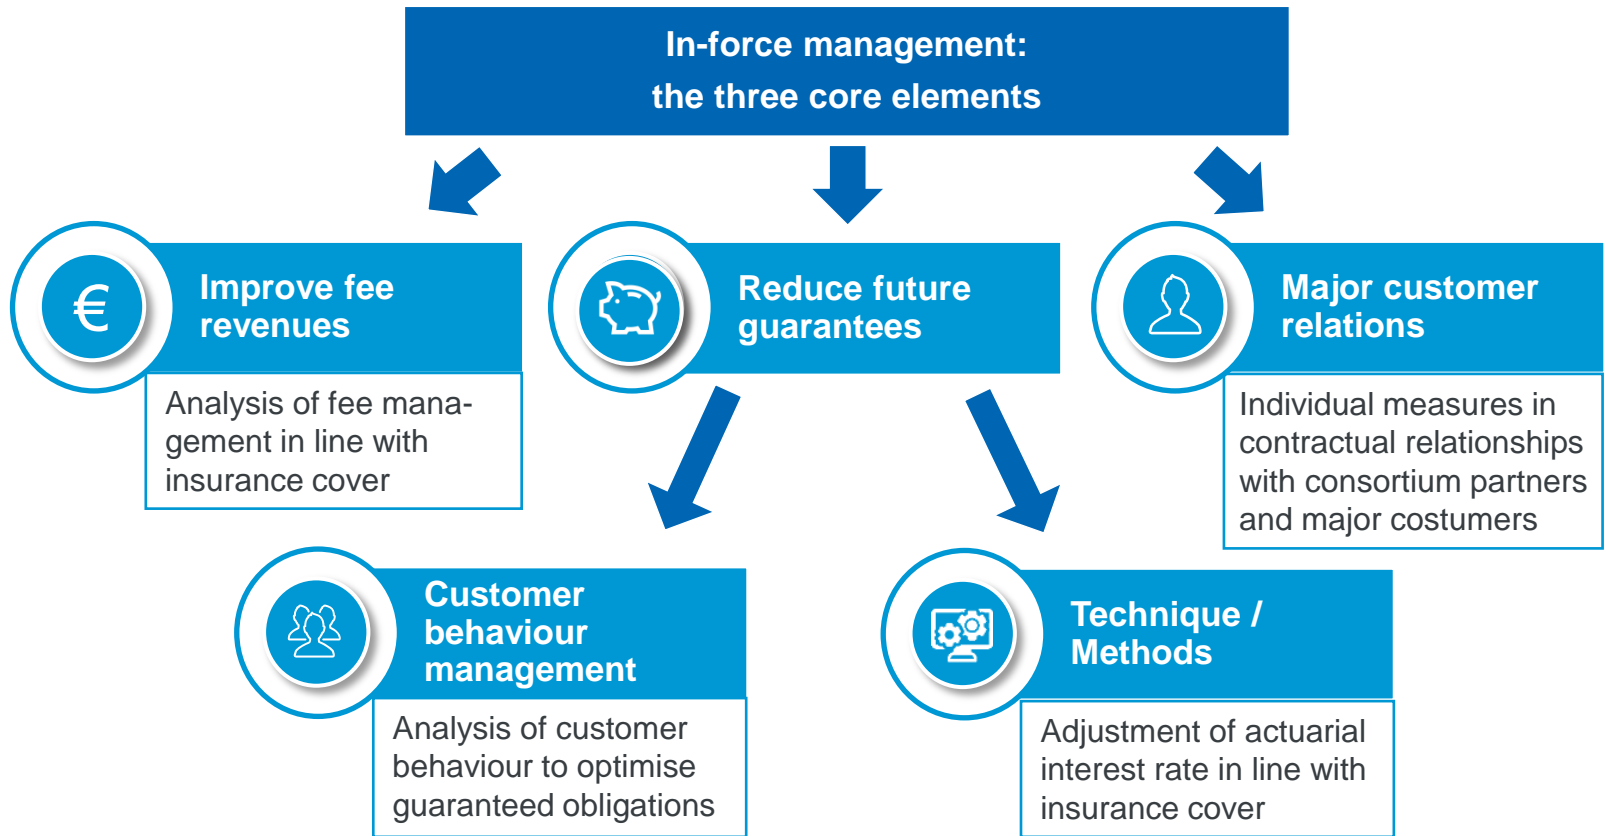 In-force management:
the three core elements
€
Improve fee
revenues
Analysis of fee mana-
gement in line with
insurance cover
Reduce future
guarantees
Major customer
relations
Individual measures in
contractual relationships
with consortium partners
and major costumers
Customer
behaviour
management
Analysis of customer
behaviour to optimise
guaranteed obligations
Technique /
Methods
Adjustment of actuarial
interest rate in line with
insurance cover